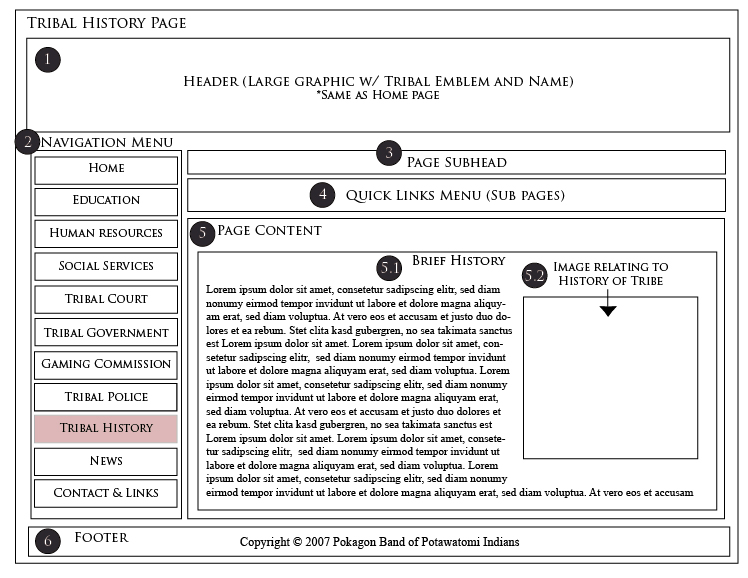 Tribal History Page
1
Header (Large graphic w/ Tribal Emblem and Name)
*Same as Home page
2 Navigation Menu
Home
Education
Human resources
Social Services
Tribal Court
Tribal Government
Gaming Commission
Tribal Police
Tribal History
News
Contact & Links
3 Page Subhead
4 Quick Links Menu (Sub pages)
5 Page Content
5.1 Brief History
Lorem ipsum dolor sit amet, consetetur sadipscing elitr, sed diam
nonumy eirmod tempor invidunt ut labore et dolore magna aliquy-
am erat, sed diam voluptua. At vero eos et accusam et justo duo do-
lores et ea rebum. Stet clita kasd gubergren, no sea takimata sanctus
est Lorem ipsum dolor sit amet. Lorem ipsum dolor sit amet, con-
setetur sadipscing elitr,  sed diam nonumy eirmod tempor invidunt
ut labore et dolore magna aliquyam erat, sed diam voluptua. Lorem
ipsum dolor sit amet, consetetur sadipscing elitr, sed diam nonumy
eirmod tempor invidunt ut labore et dolore magna aliquyam erat,
sed diam voluptua. At vero eos et accusam et justo duo dolores et
ea rebum. Stet clita kasd gubergren, no sea takimata sanctus est
Lorem ipsum dolor sit amet. Lorem ipsum dolor sit amet, consete-
tur sadipscing elitr,  sed diam nonumy eirmod tempor invidunt ut
labore et dolore magna aliquyam erat, sed diam voluptua. Lorem
ipsum dolor sit amet, consetetur sadipscing elitr, sed diam nonumy
eirmod tempor invidunt ut labore et dolore magna aliquyam erat, sed diam voluptua. At vero eos et accusam
5.2 Image relating to
History of Tribe
6 Footer
Copyright © 2007 Pokagon Band of Potawatomi Indians